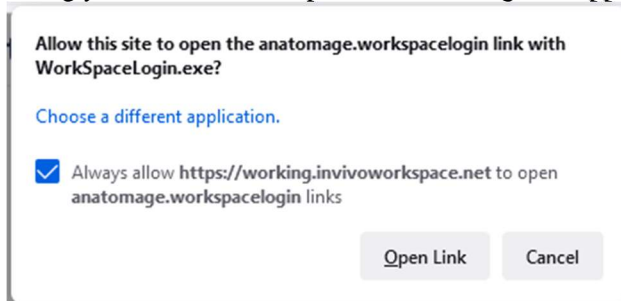 Allow this site to open the anatomage.workspacelogin link with
WorkSpaceLogin.exe?
Choose a different application.
Always allow https://working.invivoworkspace.net to open
anatomage.workspacelogin links
Open Link Cancel